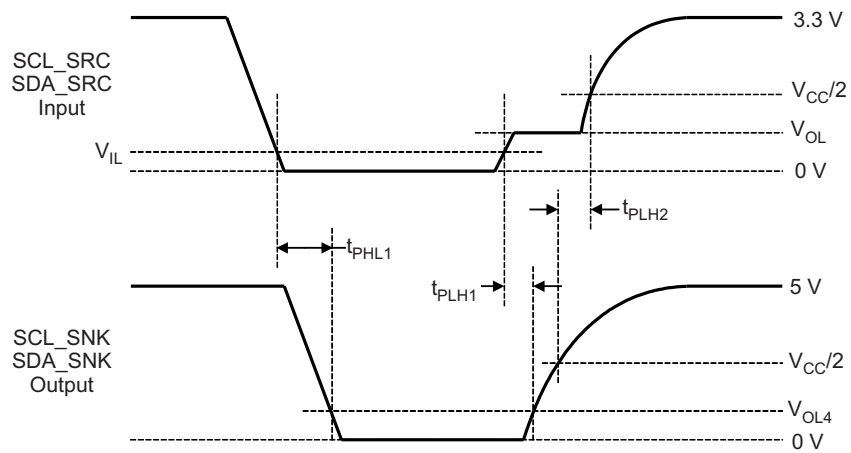 3.3 V
SCL_SRC
SDA_SRC
Input
V_CC/2
V_OL
V_IL
0 V
t_PLH2
t_PHL1
t_PLH1
5 V
SCL_SNK
SDA_SNK
Output
V_CC/2
V_OL4
0 V